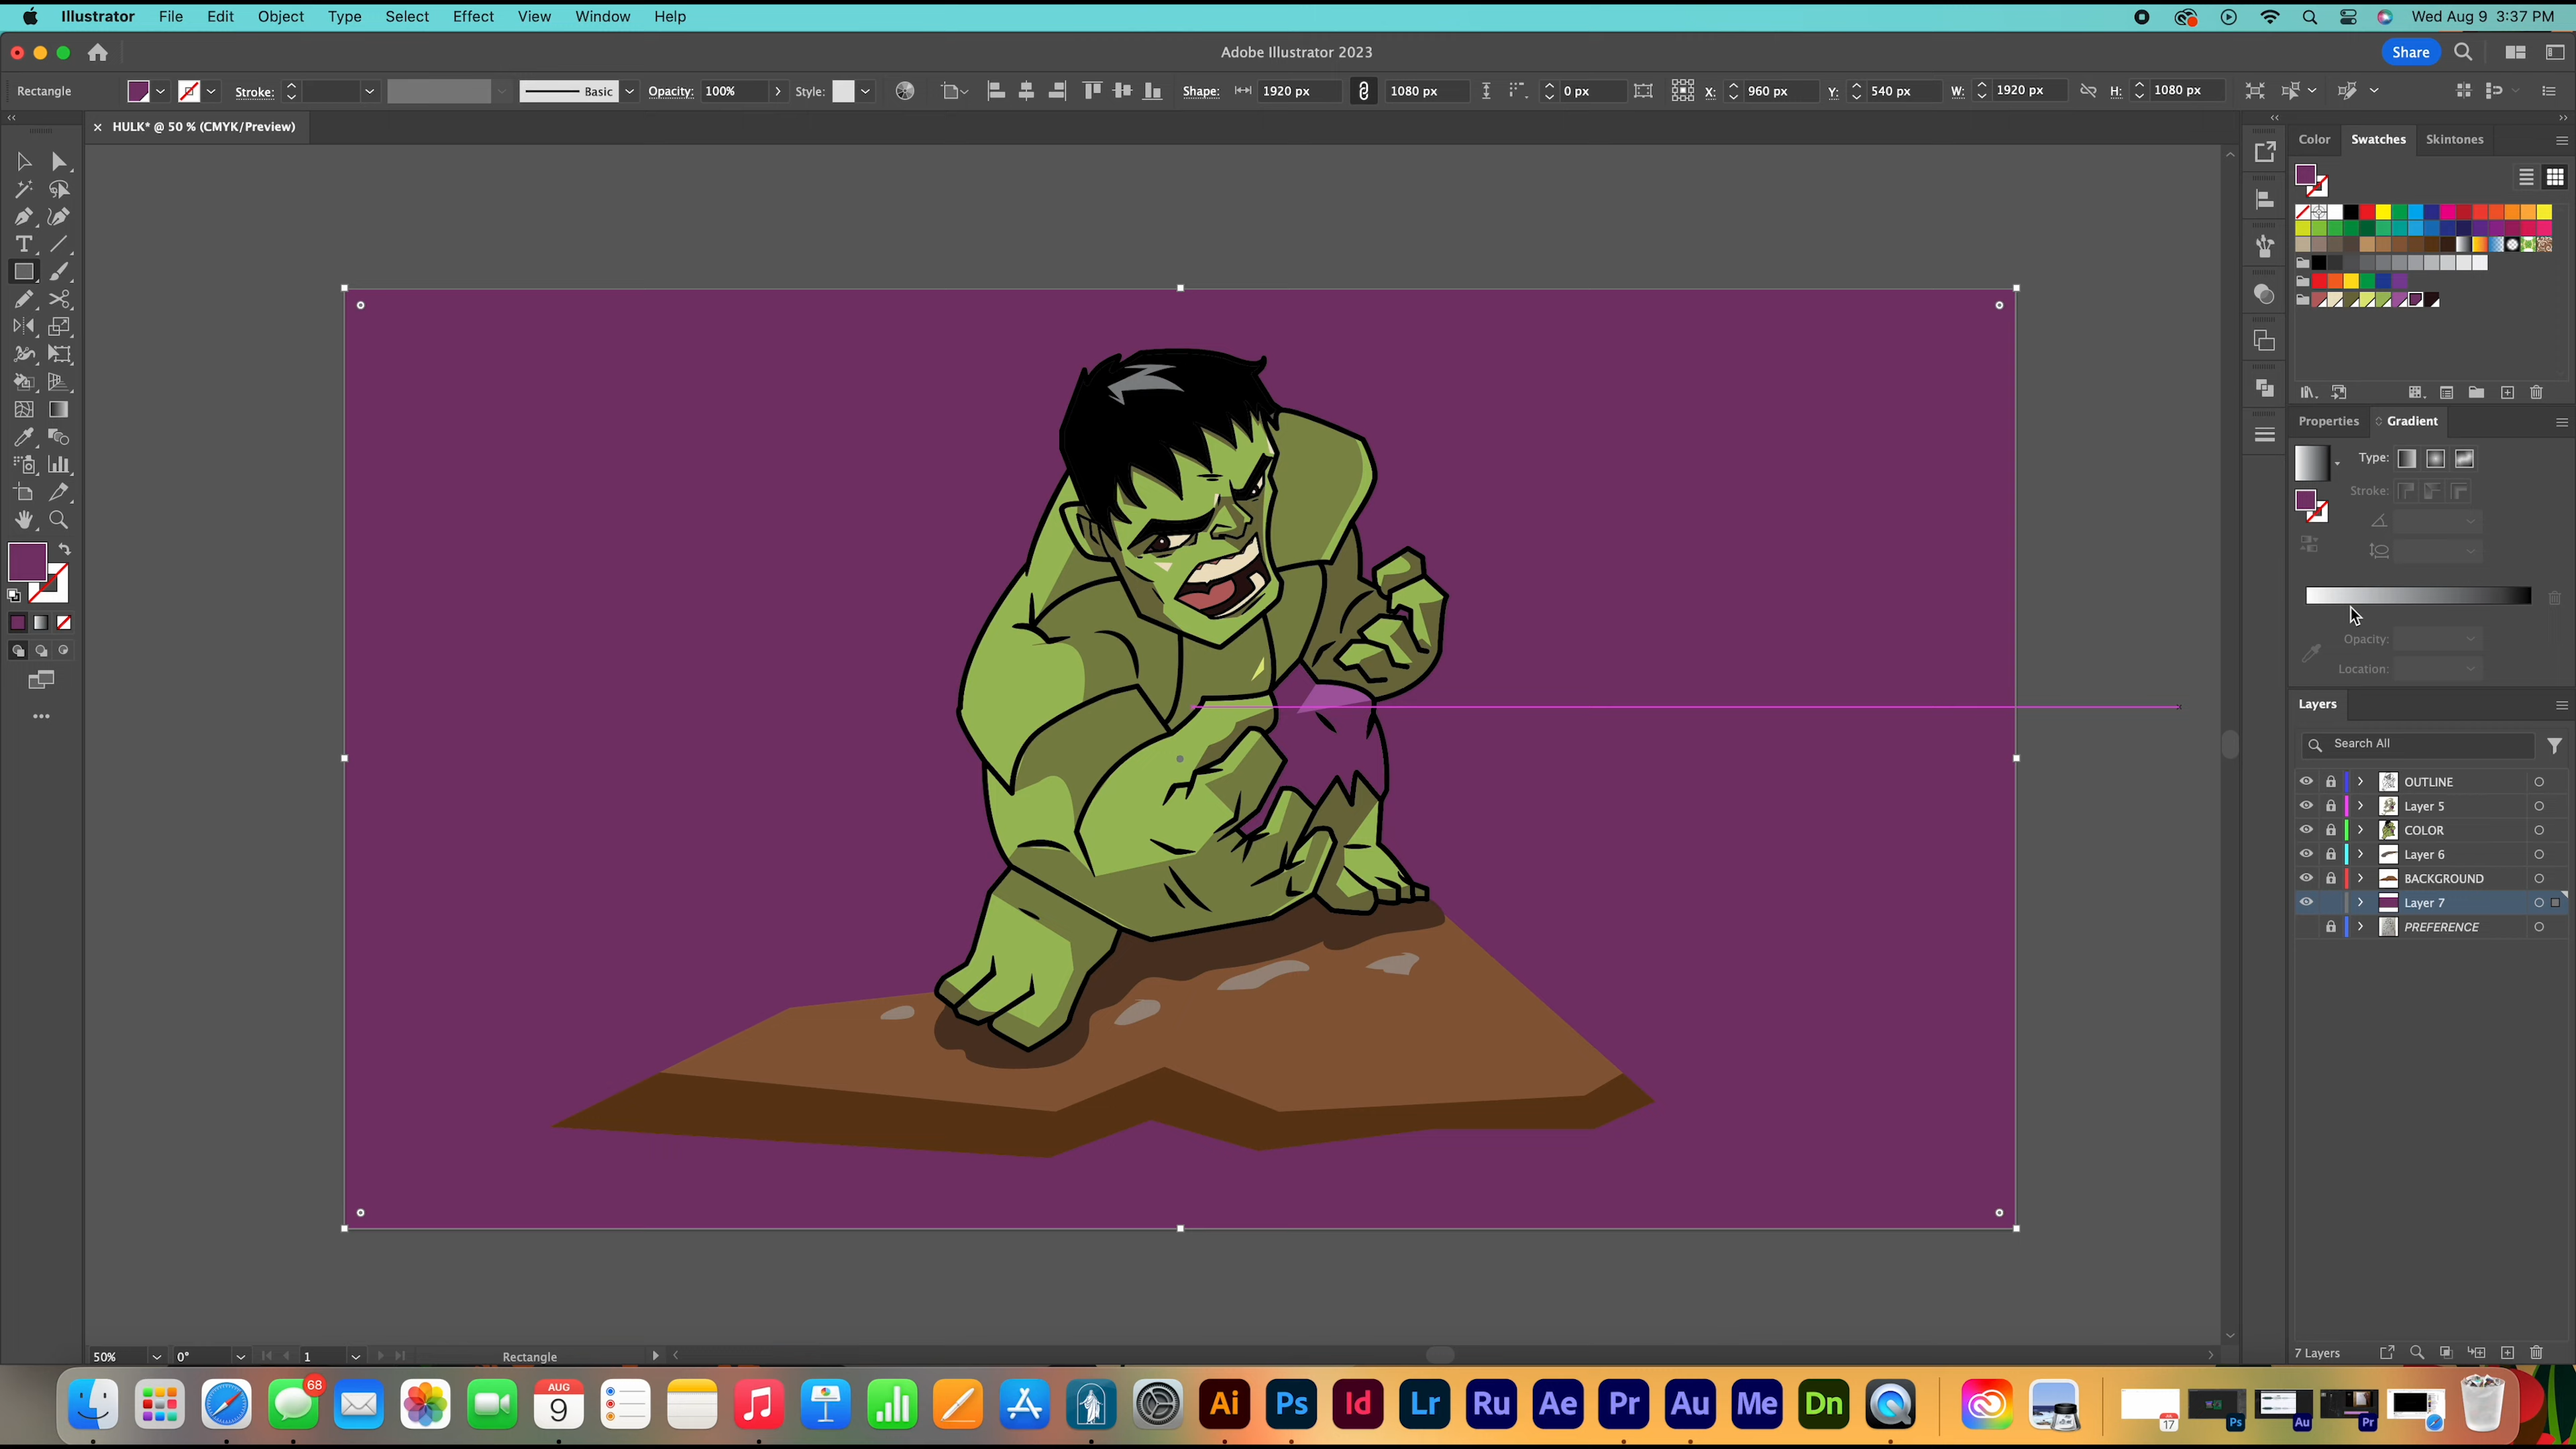 Illustrator File Edit Object Type Select Effect View Window Help Wed Aug 9 3:37 PM
Adobe Illustrator 2023 Share
Rectangle Stroke: Basic Opacity: 100% Style: Shape: 1920 px 1080 px 0 px X: 960 px Y: 540 px W: 1920 px H: 1080 px
× HULK* @ 50 % (CMYK/Preview)
Color Swatches Skintones
Properties Gradient
Type:
Stroke:
Opacity:
Location:
Layers
Search All
OUTLINE
Layer 5
COLOR
Layer 6
BACKGROUND
Layer 7
PREFERENCE
50% 0° 1 Rectangle 7 Layers
68
AUG
9
Ai Ps Id Lr Ru Ae Pr Au Me Dn
17 Ps Au Pr